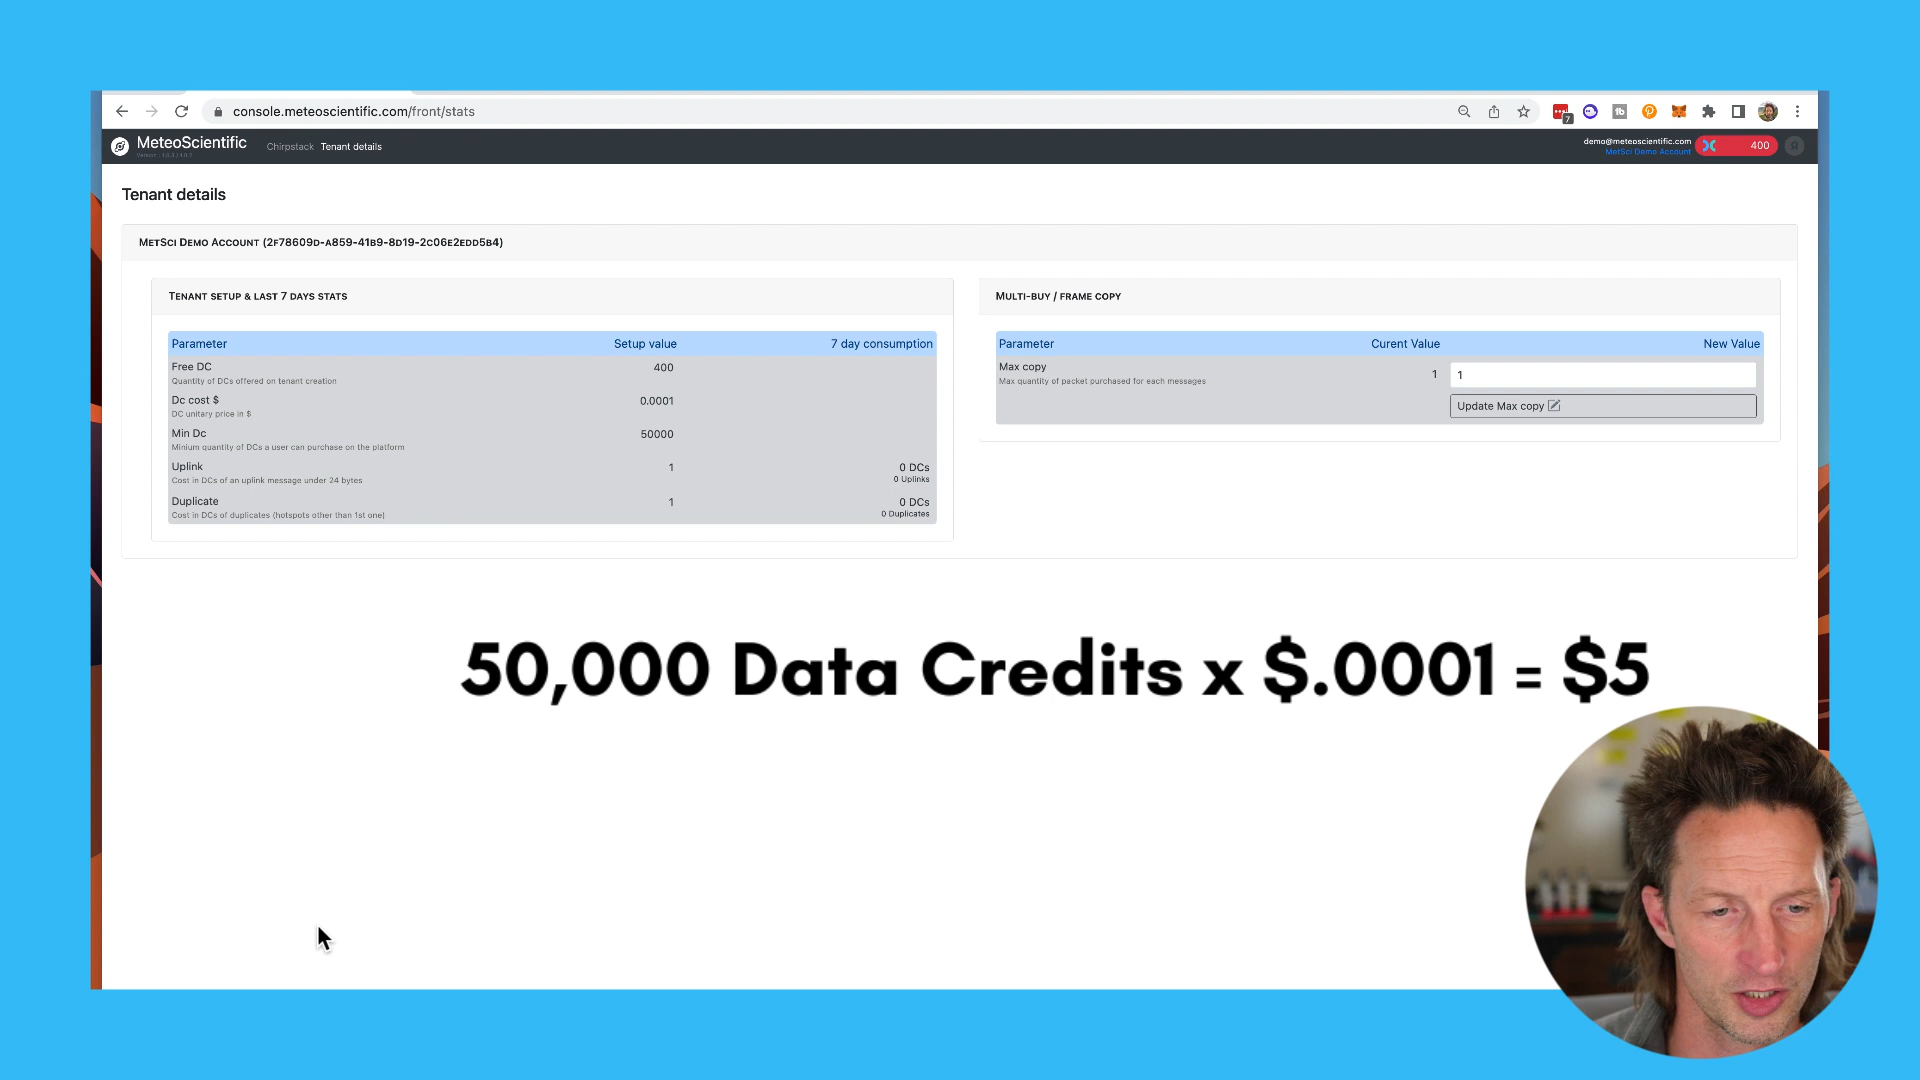 console.meteoscientific.com/front/stats
7
MeteoScientific
Chirpstack Tenant details
demo@meteoscientific.com
MetSci Demo Account
400
Tenant details
MetSci Demo Account (2f78609d-a859-41b9-8d19-2c06e2edd5b4)
Tenant setup & last 7 days stats
Parameter Setup value 7 day consumption
Free DC 400
Quantity of DCs offered on tenant creation
Dc cost $ 0.0001
DC unitary price in $
Min Dc 50000
Minium quantity of DCs a user can purchase on the platform
Uplink 1 0 DCs
Cost in DCs of an uplink message under 24 bytes 0 Uplinks
Duplicate 1 0 DCs
Cost in DCs of duplicates (hotspots other than 1st one) 0 Duplicates
Multi-buy / frame copy
Parameter Curent Value New Value
Max copy 1 1
Max quantity of packet purchased for each messages
Update Max copy
50,000 Data Credits x $.0001 = $5